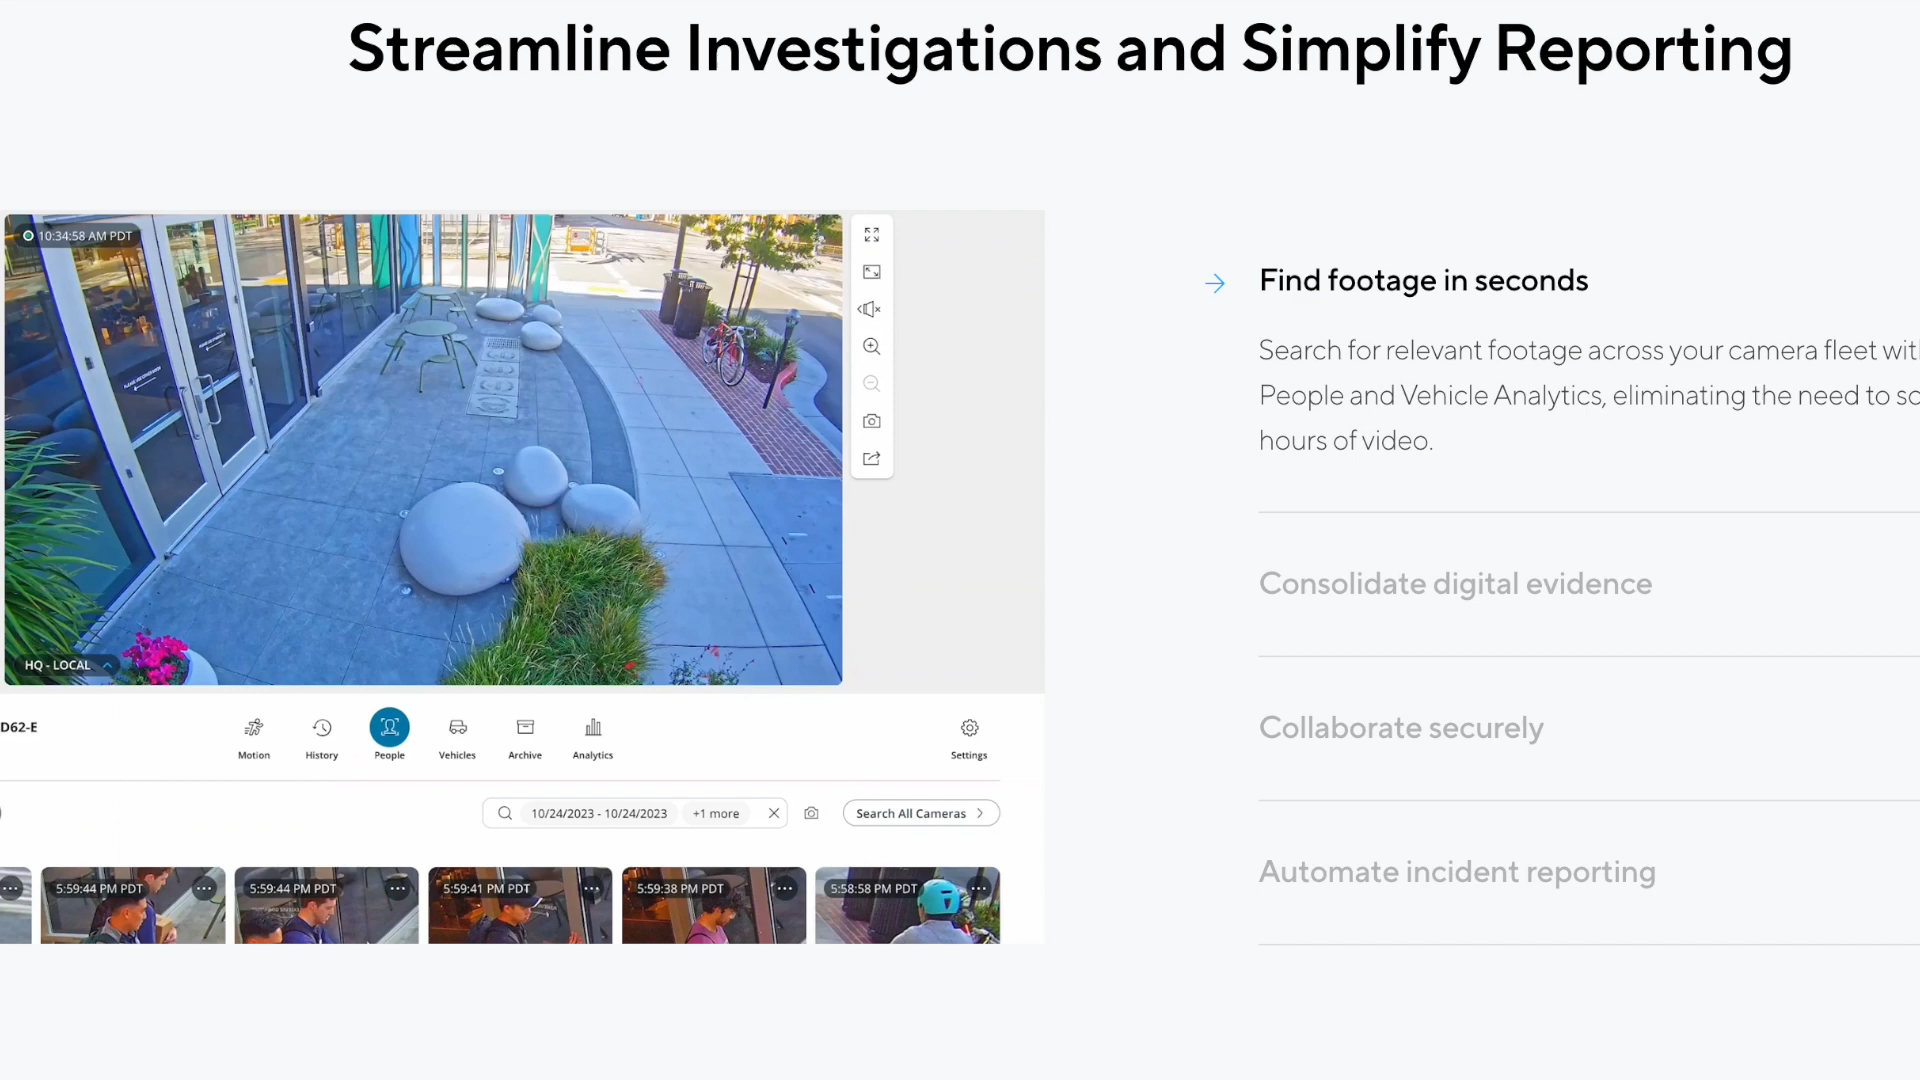 Streamline Investigations and Simplify Reporting
10:34:58 AM PDT
HQ - LOCAL
D62-E
Motion
History
People
Vehicles
Archive
Analytics
Settings
10/24/2023 - 10/24/2023
+1 more
Search All Cameras
5:59:44 PM PDT
5:59:44 PM PDT
5:59:41 PM PDT
5:59:38 PM PDT
5:58:58 PM PDT
Find footage in seconds
Search for relevant footage across your camera fleet wit
People and Vehicle Analytics, eliminating the need to sc
hours of video.
Consolidate digital evidence
Collaborate securely
Automate incident reporting